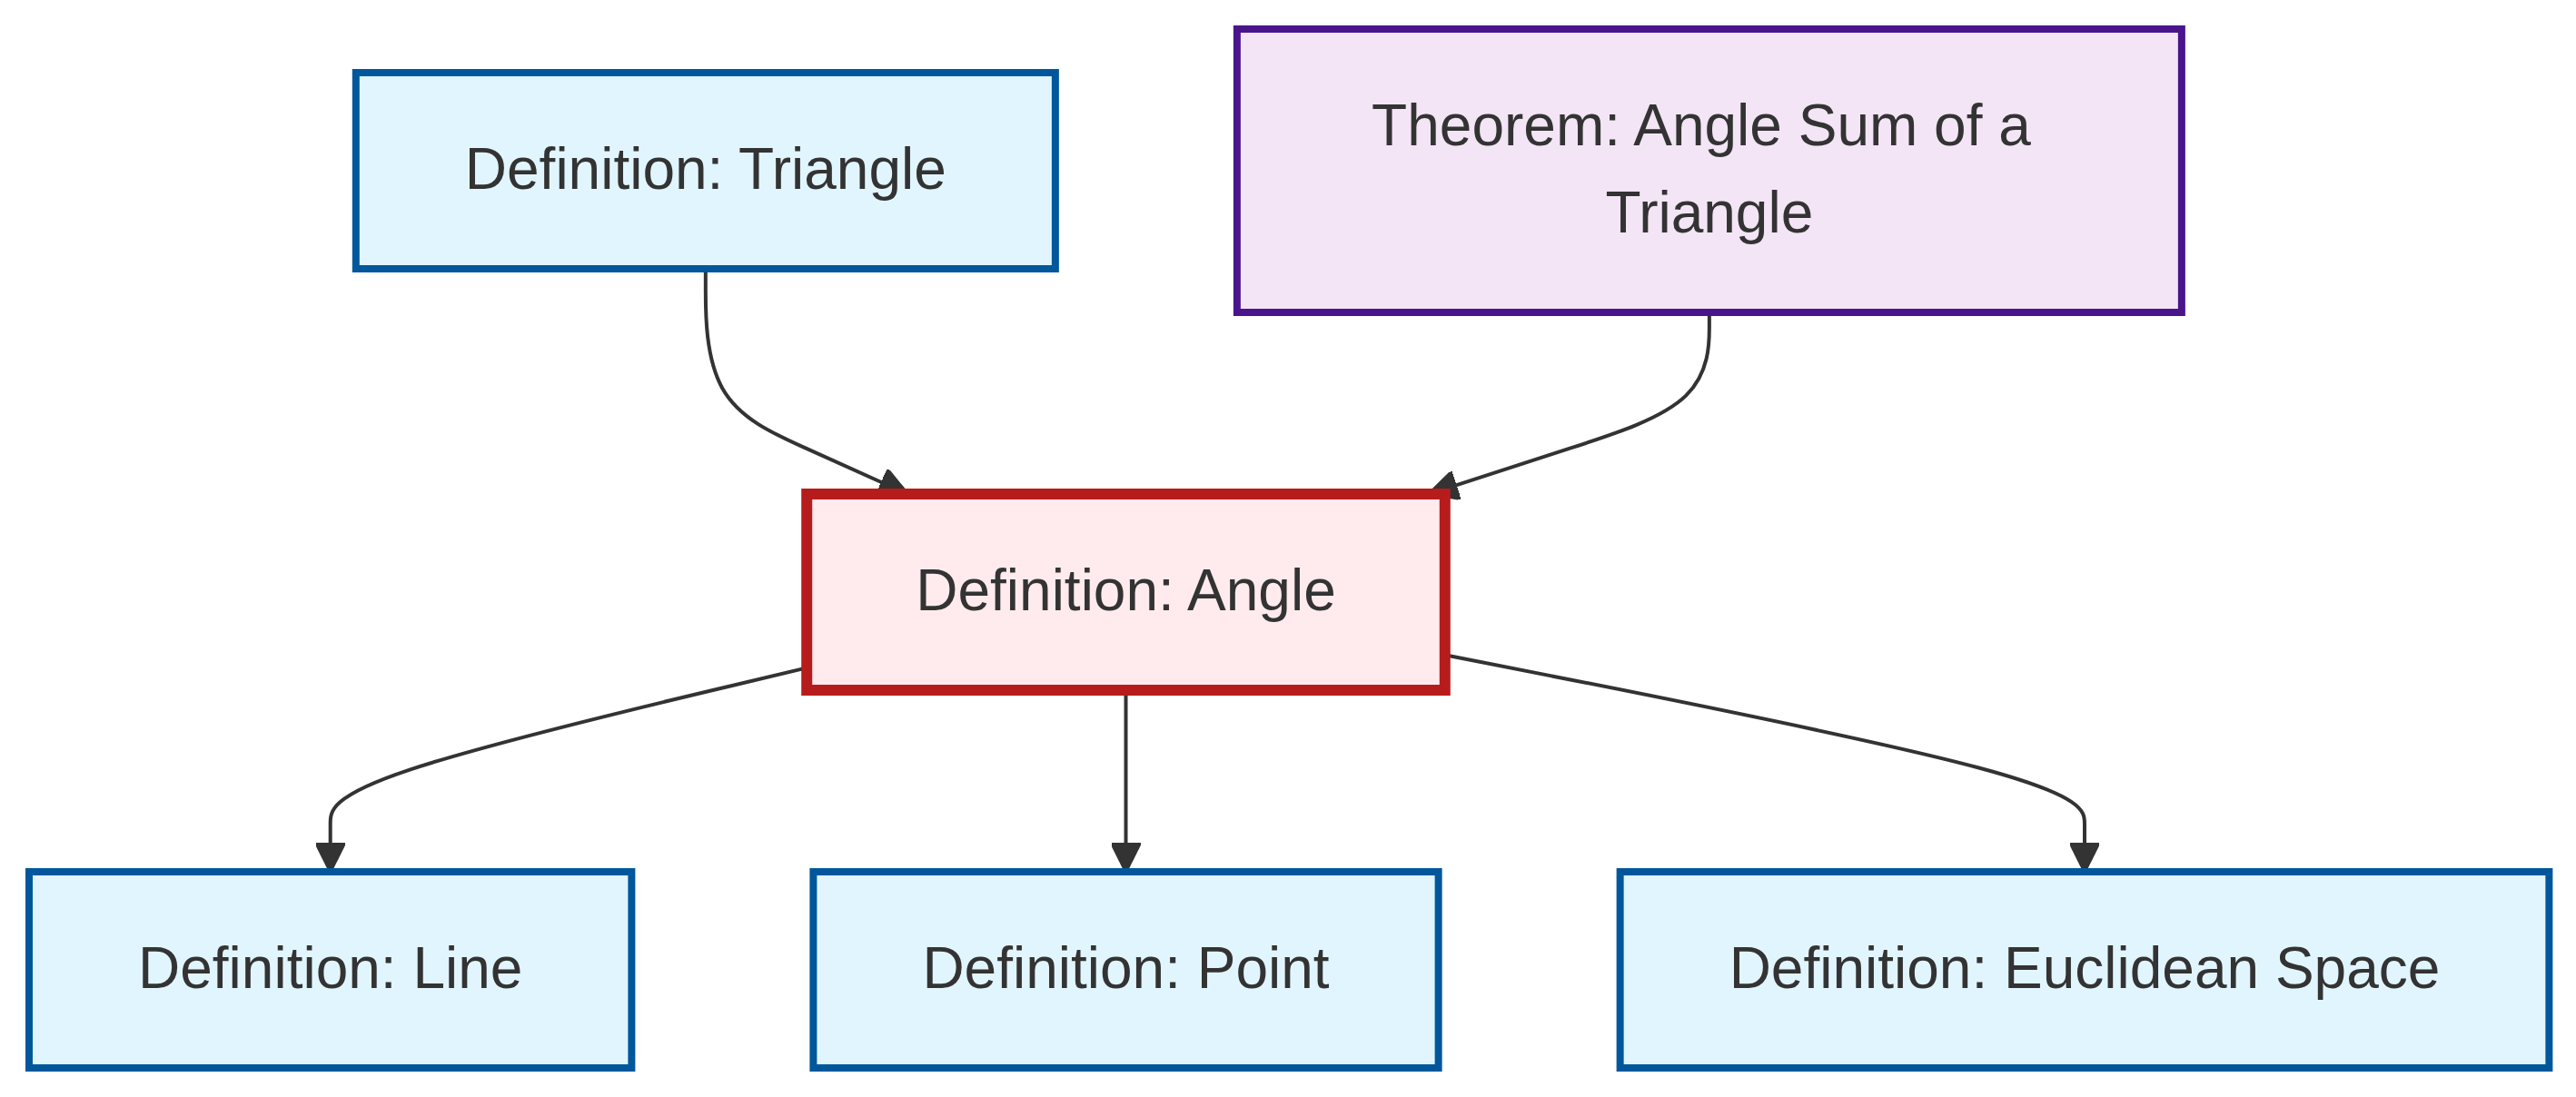 Definition: Triangle
Theorem: Angle Sum of a
Triangle
Definition: Angle
Definition: Line
Definition: Point
Definition: Euclidean Space